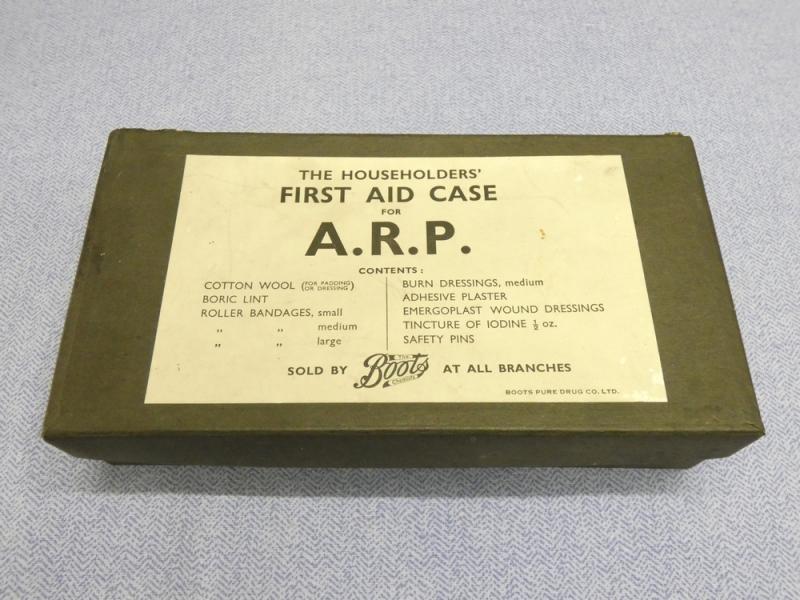 THE HOUSEHOLDERS'
FIRST AID CASE
FOR
A.R.P.
CONTENTS:
COTTON WOOL (FOR PADDING OR DRESSING)
BORIC LINT
ROLLER BANDAGES, small
„ „ medium
„ „ large
BURN DRESSINGS, medium
ADHESIVE PLASTER
EMERGOPLAST WOUND DRESSINGS
TINCTURE OF IODINE ½ oz.
SAFETY PINS
SOLD BY The Boots Chemists AT ALL BRANCHES
BOOTS PURE DRUG CO. LTD.